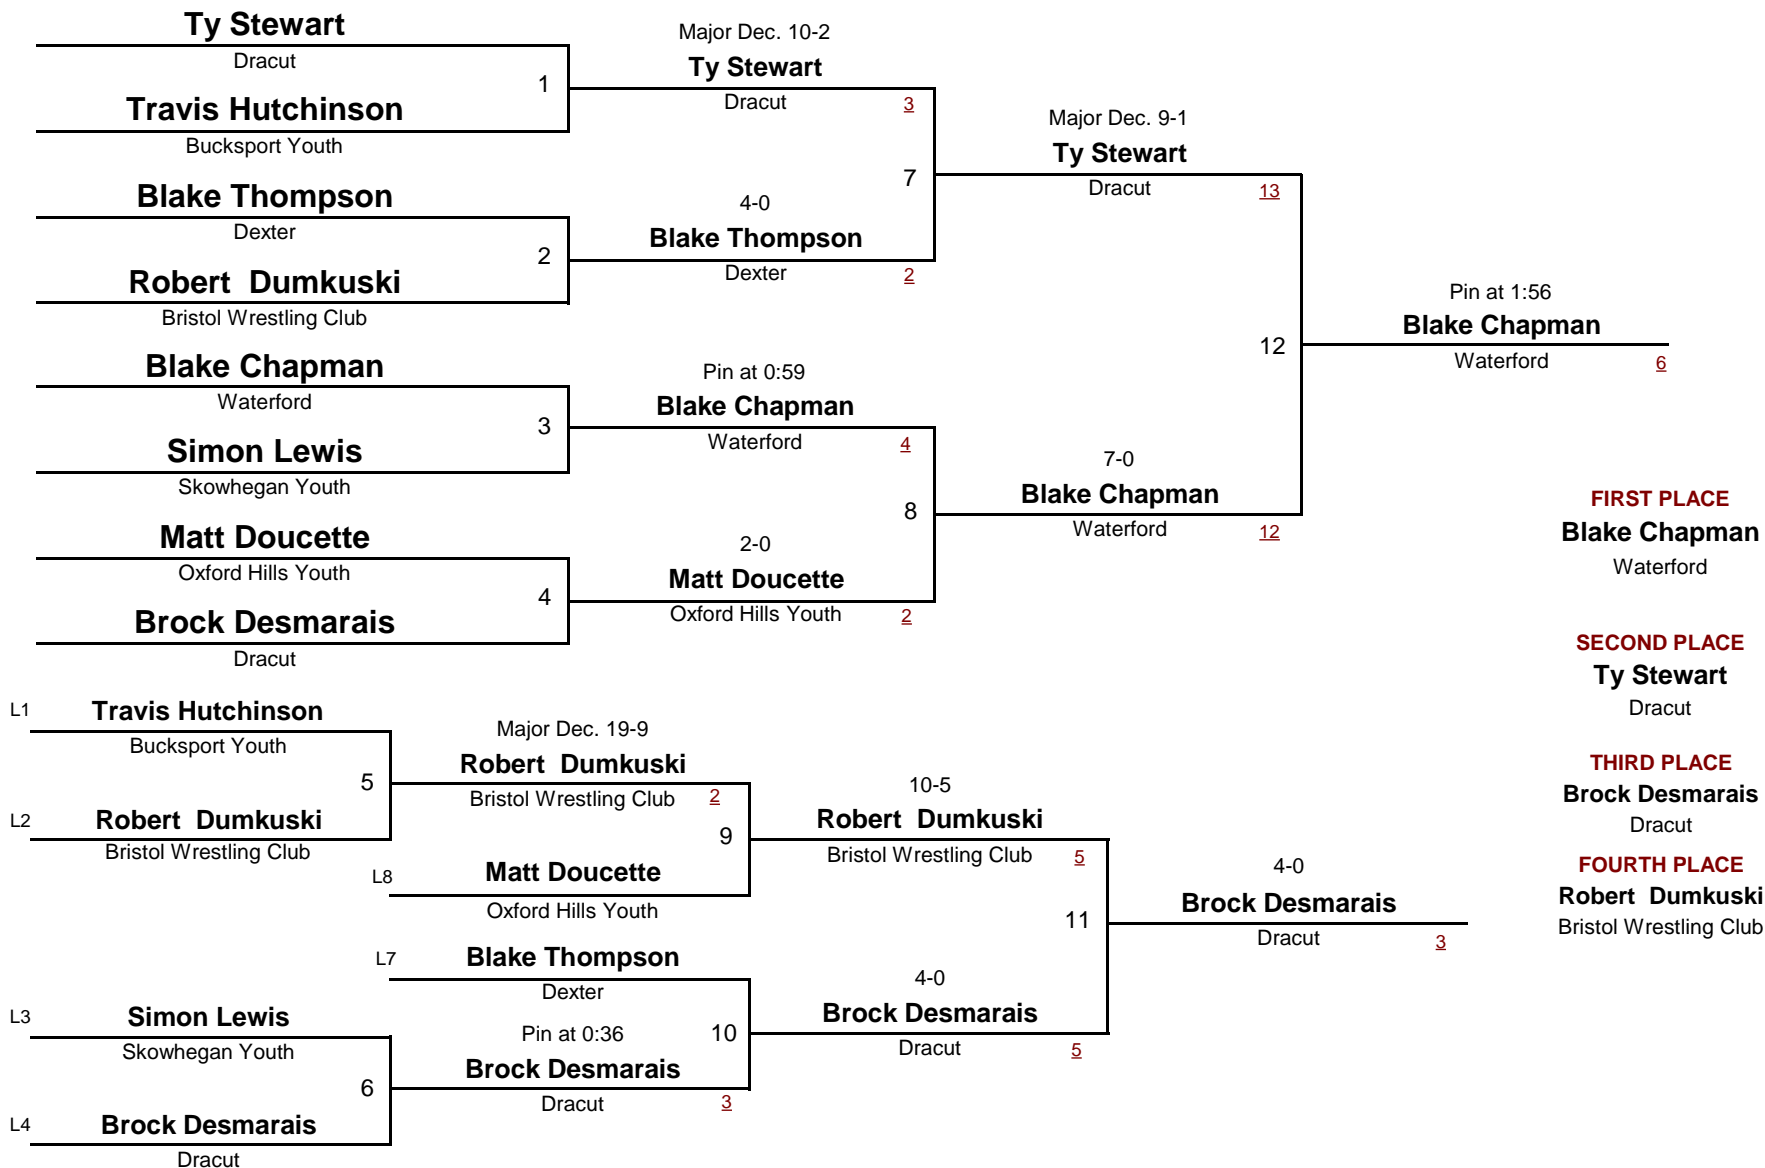 Ty Stewart
Dracut
1
Travis Hutchinson
Bucksport Youth
Blake Thompson
Dexter
2
Robert  Dumkuski
Bristol Wrestling Club
Blake Chapman
Waterford
3
Simon Lewis
Skowhegan Youth
Matt Doucette
Oxford Hills Youth
4
Brock Desmarais
Dracut
Major Dec. 10-2
Ty Stewart
Dracut 3
7
4-0
Blake Thompson
Dexter 2
Pin at 0:59
Blake Chapman
Waterford 4
8
2-0
Matt Doucette
Oxford Hills Youth 2
Major Dec. 9-1
Ty Stewart
Dracut 13
12
7-0
Blake Chapman
Waterford 12
Pin at 1:56
Blake Chapman
Waterford 6
FIRST PLACE
Blake Chapman
Waterford
SECOND PLACE
Ty Stewart
Dracut
THIRD PLACE
Brock Desmarais
Dracut
FOURTH PLACE
Robert  Dumkuski
Bristol Wrestling Club
L1 Travis Hutchinson
Bucksport Youth
5
L2 Robert  Dumkuski
Bristol Wrestling Club
L3 Simon Lewis
Skowhegan Youth
6
L4 Brock Desmarais
Dracut
Major Dec. 19-9
Robert  Dumkuski
Bristol Wrestling Club 2
9
L8 Matt Doucette
Oxford Hills Youth
L7 Blake Thompson
Dexter
10
Pin at 0:36
Brock Desmarais
Dracut 3
10-5
Robert  Dumkuski
Bristol Wrestling Club 5
11
4-0
Brock Desmarais
Dracut 5
4-0
Brock Desmarais
Dracut 3